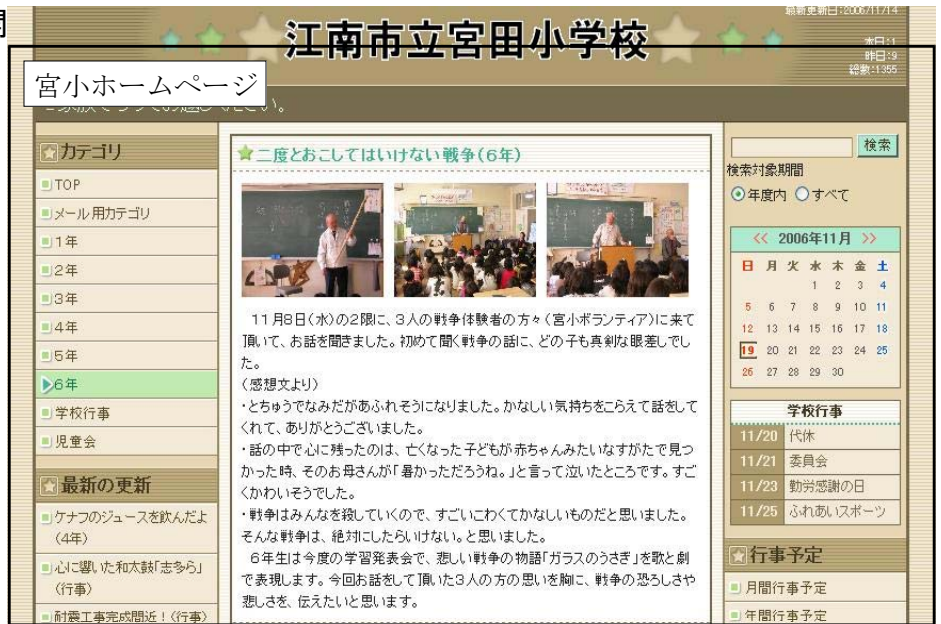 最新更新日:2006/11/14
江南市立宮田小学校
本日:1
昨日:9
総数:1355
宮小ホームページ
カテゴリ
TOP
メール用カテゴリ
1年
2年
3年
4年
5年
6年
学校行事
児童会
最新の更新
ケナフのジュースを飲んだよ
(4年)
心に響いた和太鼓「志多ら」
(行事)
耐震工事完成間近!(行事)
二度とおこしてはいけない戦争(6年)
11月8日(水)の2限に、3人の戦争体験者の方々(宮小ボランティア)に来て
頂いて、お話を聞きました。初めて聞く戦争の話に、どの子も真剣な眼差しでし
た。
(感想文より)
・とちゅうでなみだがあふれそうになりました。かなしい気持ちをこらえて話をして
くれて、ありがとうございました。
・話の中で心に残ったのは、亡くなった子どもが赤ちゃんみたいなすがたで見つ
かった時、そのお母さんが「暑かっただろうね。」と言って泣いたところです。すご
くかわいそうでした。
・戦争はみんなを殺していくので、すごいこわくてかなしいものだと思いました。
そんな戦争は、絶対にしたらいけない。と思いました。
6年生は今度の学習発表会で、悲しい戦争の物語「ガラスのうさぎ」を歌と劇
で表現します。今回お話をして頂いた3人の方の思いを胸に、戦争の恐ろしさや
悲しさを、伝えたいと思います。
検索
検索対象期間
年度内 すべて
<< 2006年11月 >>
日 月 火 水 木 金 土
1 2 3 4
5 6 7 8 9 10 11
12 13 14 15 16 17 18
19 20 21 22 23 24 25
26 27 28 29 30
学校行事
11/20 代休
11/21 委員会
11/23 勤労感謝の日
11/25 ふれあいスポーツ
行事予定
月間行事予定
年間行事予定